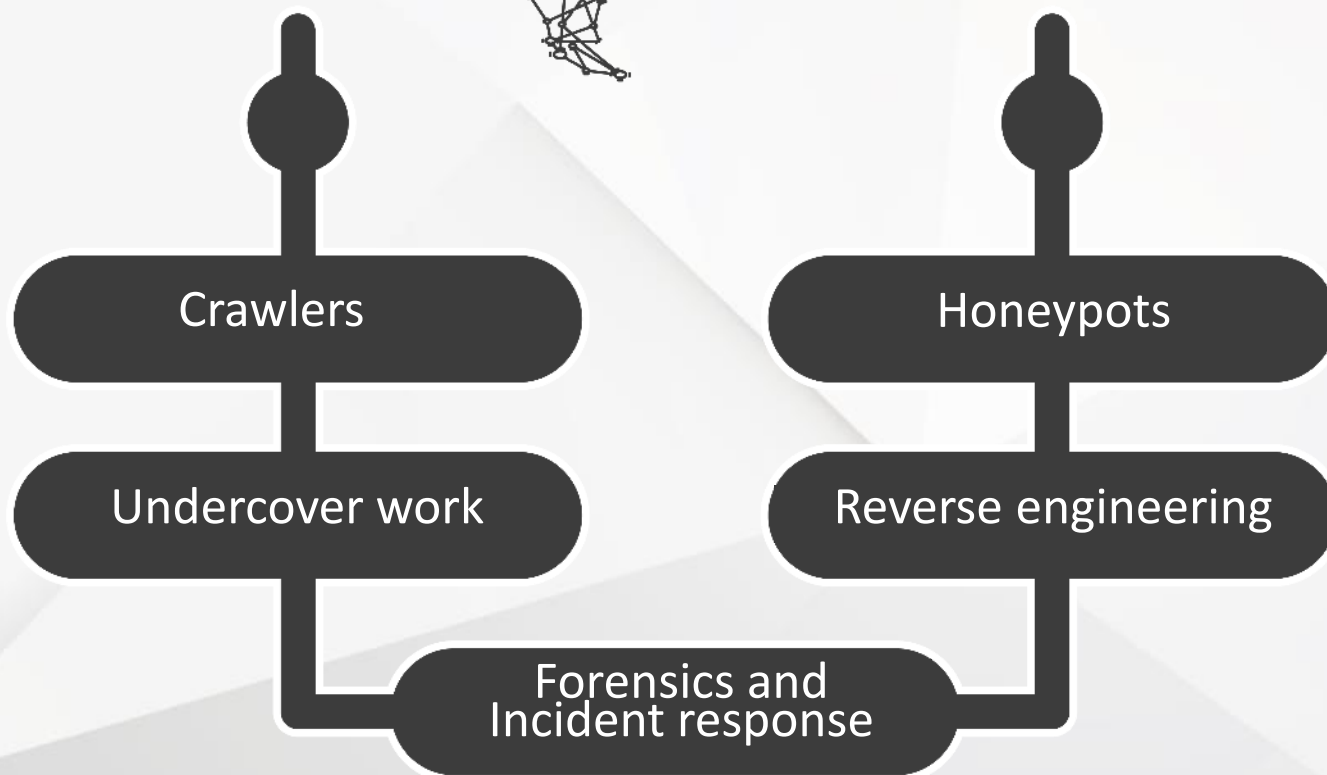 Crawlers
Honeypots
Undercover work
Reverse engineering
Forensics and
Incident response